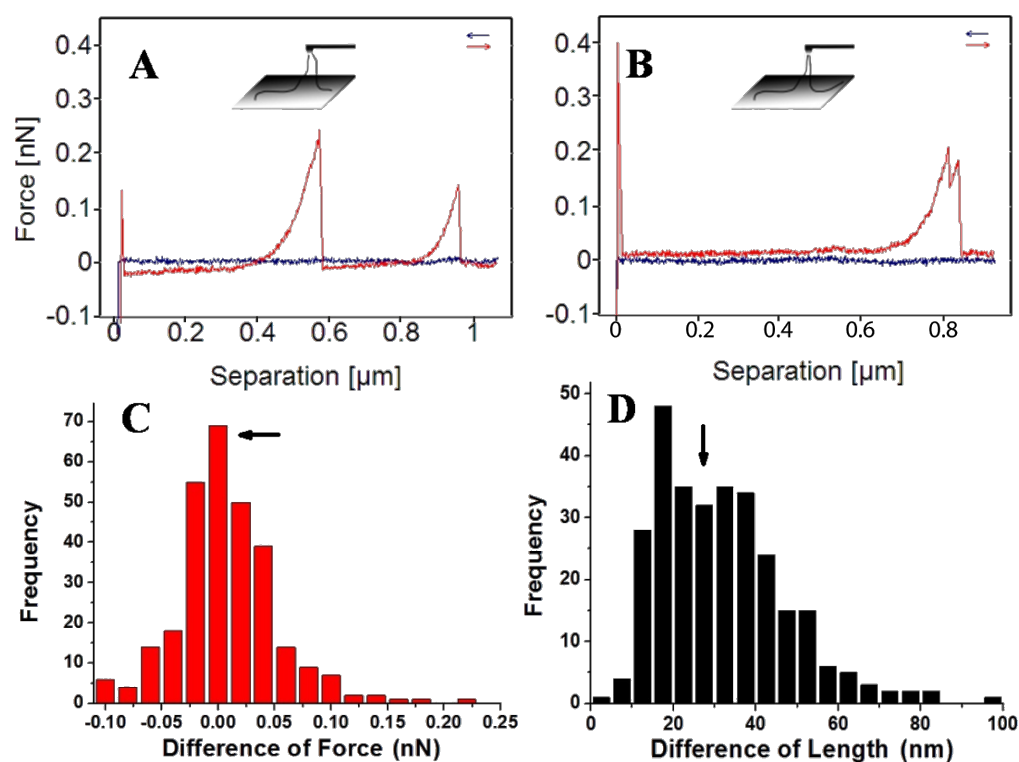 A
0.4
0.3
0.2
0.1
0
-0.1
Force [nN]
0 0.2 0.4 0.6 0.8 1
Separation [µm]
B
0.4
0.3
0.2
0.1
0
-0.1
0 0.2 0.4 0.6 0.8
Separation [µm]
C
70
60
50
40
30
20
10
0
Frequency
-0.10 -0.05 0.00 0.05 0.10 0.15 0.20 0.25
Difference of Force (nN)
D
50
40
30
20
10
0
Frequency
0 20 40 60 80 100
Difference of Length (nm)